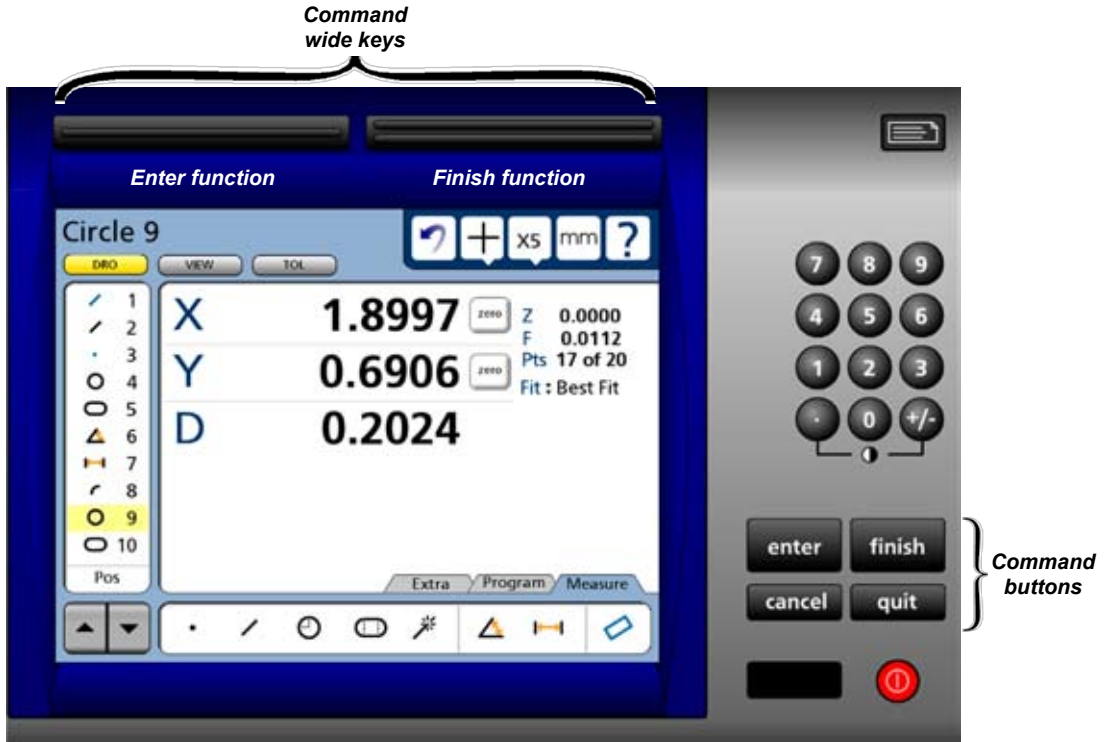 Command
wide keys
Enter function
Finish function
Circle 9
x5 mm ?
DRO VIEW TOL
1
2
3
4
5
6
7
8
9
10
Pos
X 1.8997 zero
Y 0.6906 zero
D 0.2024
Z 0.0000
F 0.0112
Pts 17 of 20
Fit : Best Fit
Extra Program Measure
7 8 9
4 5 6
1 2 3
. 0 +/-
enter finish
cancel quit
Command
buttons